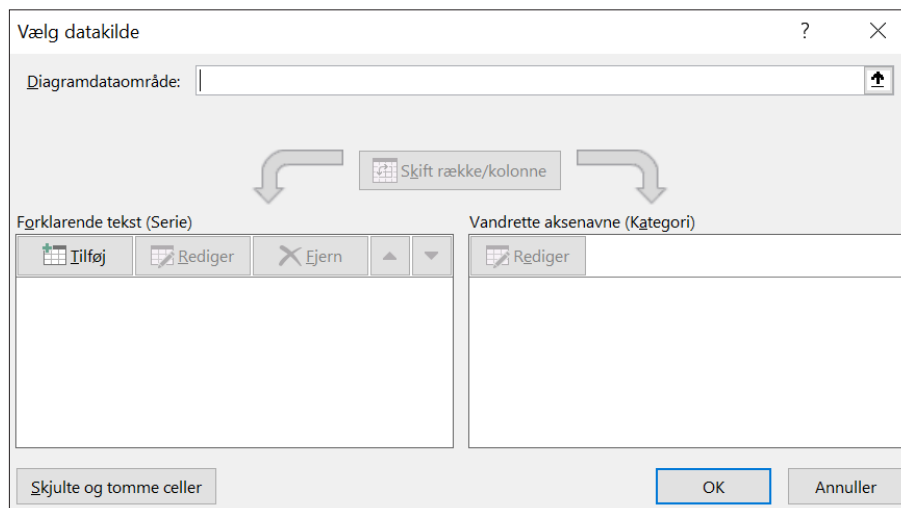 Vælg datakilde ?
Diagramdataområde:
Skift række/kolonne
Forklarende tekst (Serie)
Vandrette aksenavne (Kategori)
Tilføj Rediger Fjern
Rediger
Skjulte og tomme celler OK Annuller